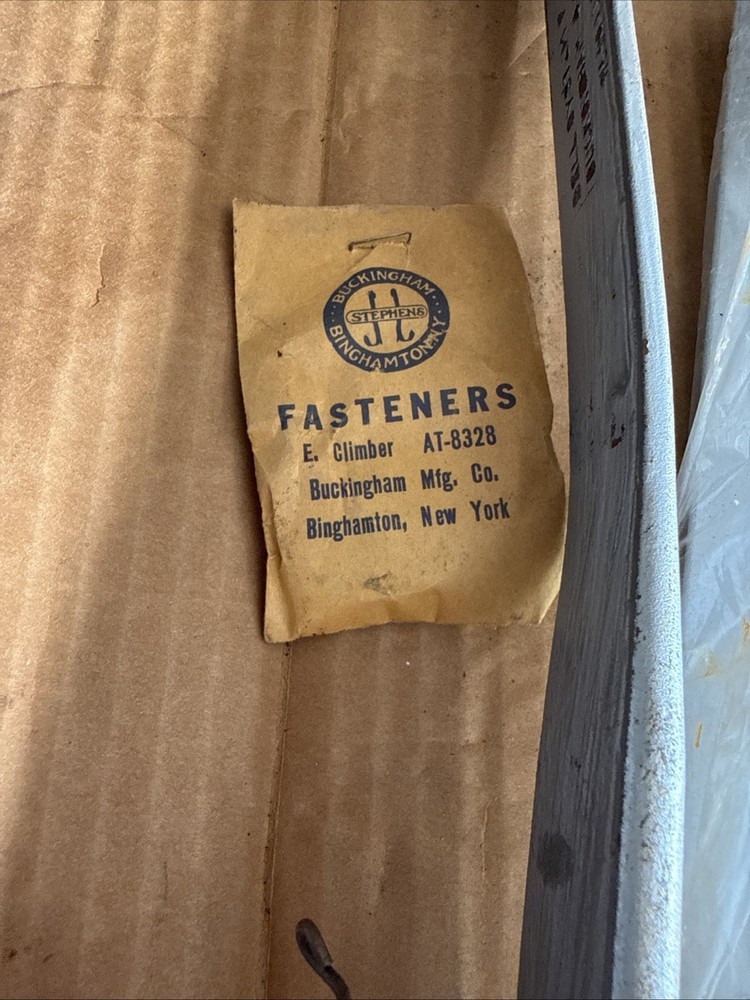 BUCKINGHAM
STEPHENS
BINGHAMTON, N.Y.
FASTENERS
E. Climber AT-8328
Buckingham Mfg. Co.
Binghamton, New York